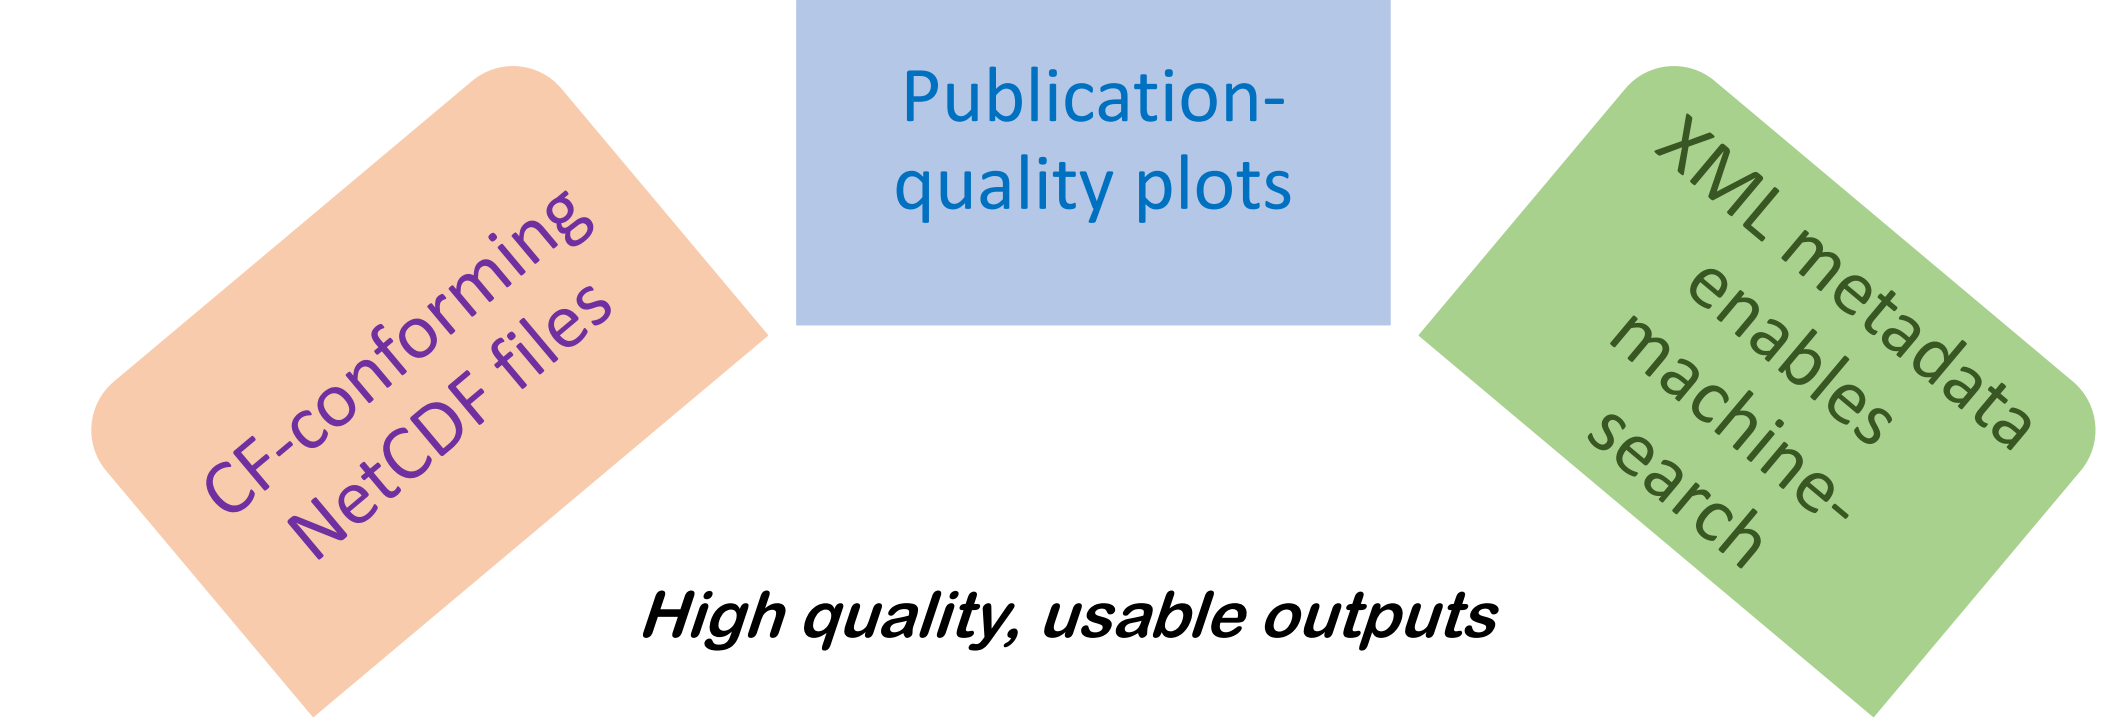 CF-conforming
NetCDF files
Publication-
quality plots
XML metadata
enables
machine-
search
High quality, usable outputs